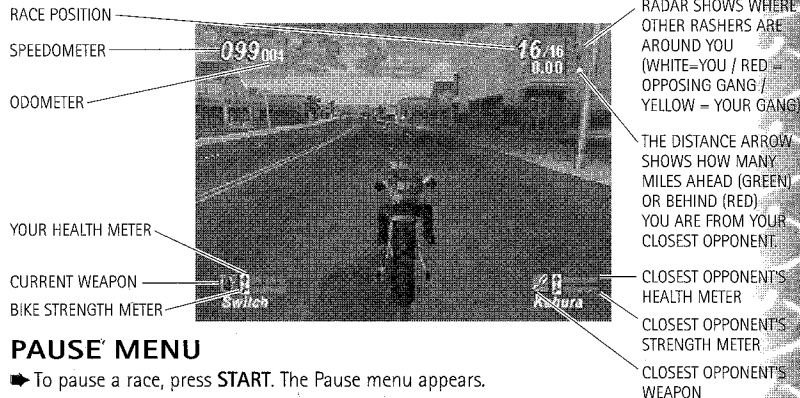 RACE POSITION
SPEEDOMETER
ODOMETER
YOUR HEALTH METER
CURRENT WEAPON
BIKE STRENGTH METER
099 004
16/16
0.00
Switch
Kabura
RADAR SHOWS WHERE
OTHER RASHERS ARE
AROUND YOU
(WHITE=YOU / RED =
OPPOSING GANG /
YELLOW = YOUR GANG)
THE DISTANCE ARROW
SHOWS HOW MANY
MILES AHEAD (GREEN)
OR BEHIND (RED)
YOU ARE FROM YOUR
CLOSEST OPPONENT.
CLOSEST OPPONENT'S
HEALTH METER
CLOSEST OPPONENT'S
STRENGTH METER
CLOSEST OPPONENT'S
WEAPON
PAUSE MENU
➨ To pause a race, press START. The Pause menu appears.